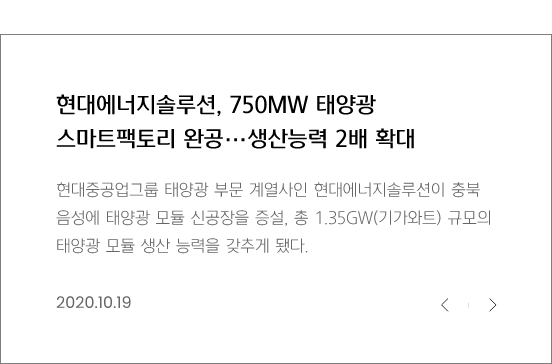 현대에너지솔루션, 750MW 태양광
스마트팩토리 완공···생산능력 2배 확대
현대중공업그룹 태양광 부문 계열사인 현대에너지솔루션이 충북
음성에 태양광 모듈 신공장을 증설, 총 1.35GW(기가와트) 규모의
태양광 모듈 생산 능력을 갖추게 됐다.
2020.10.19